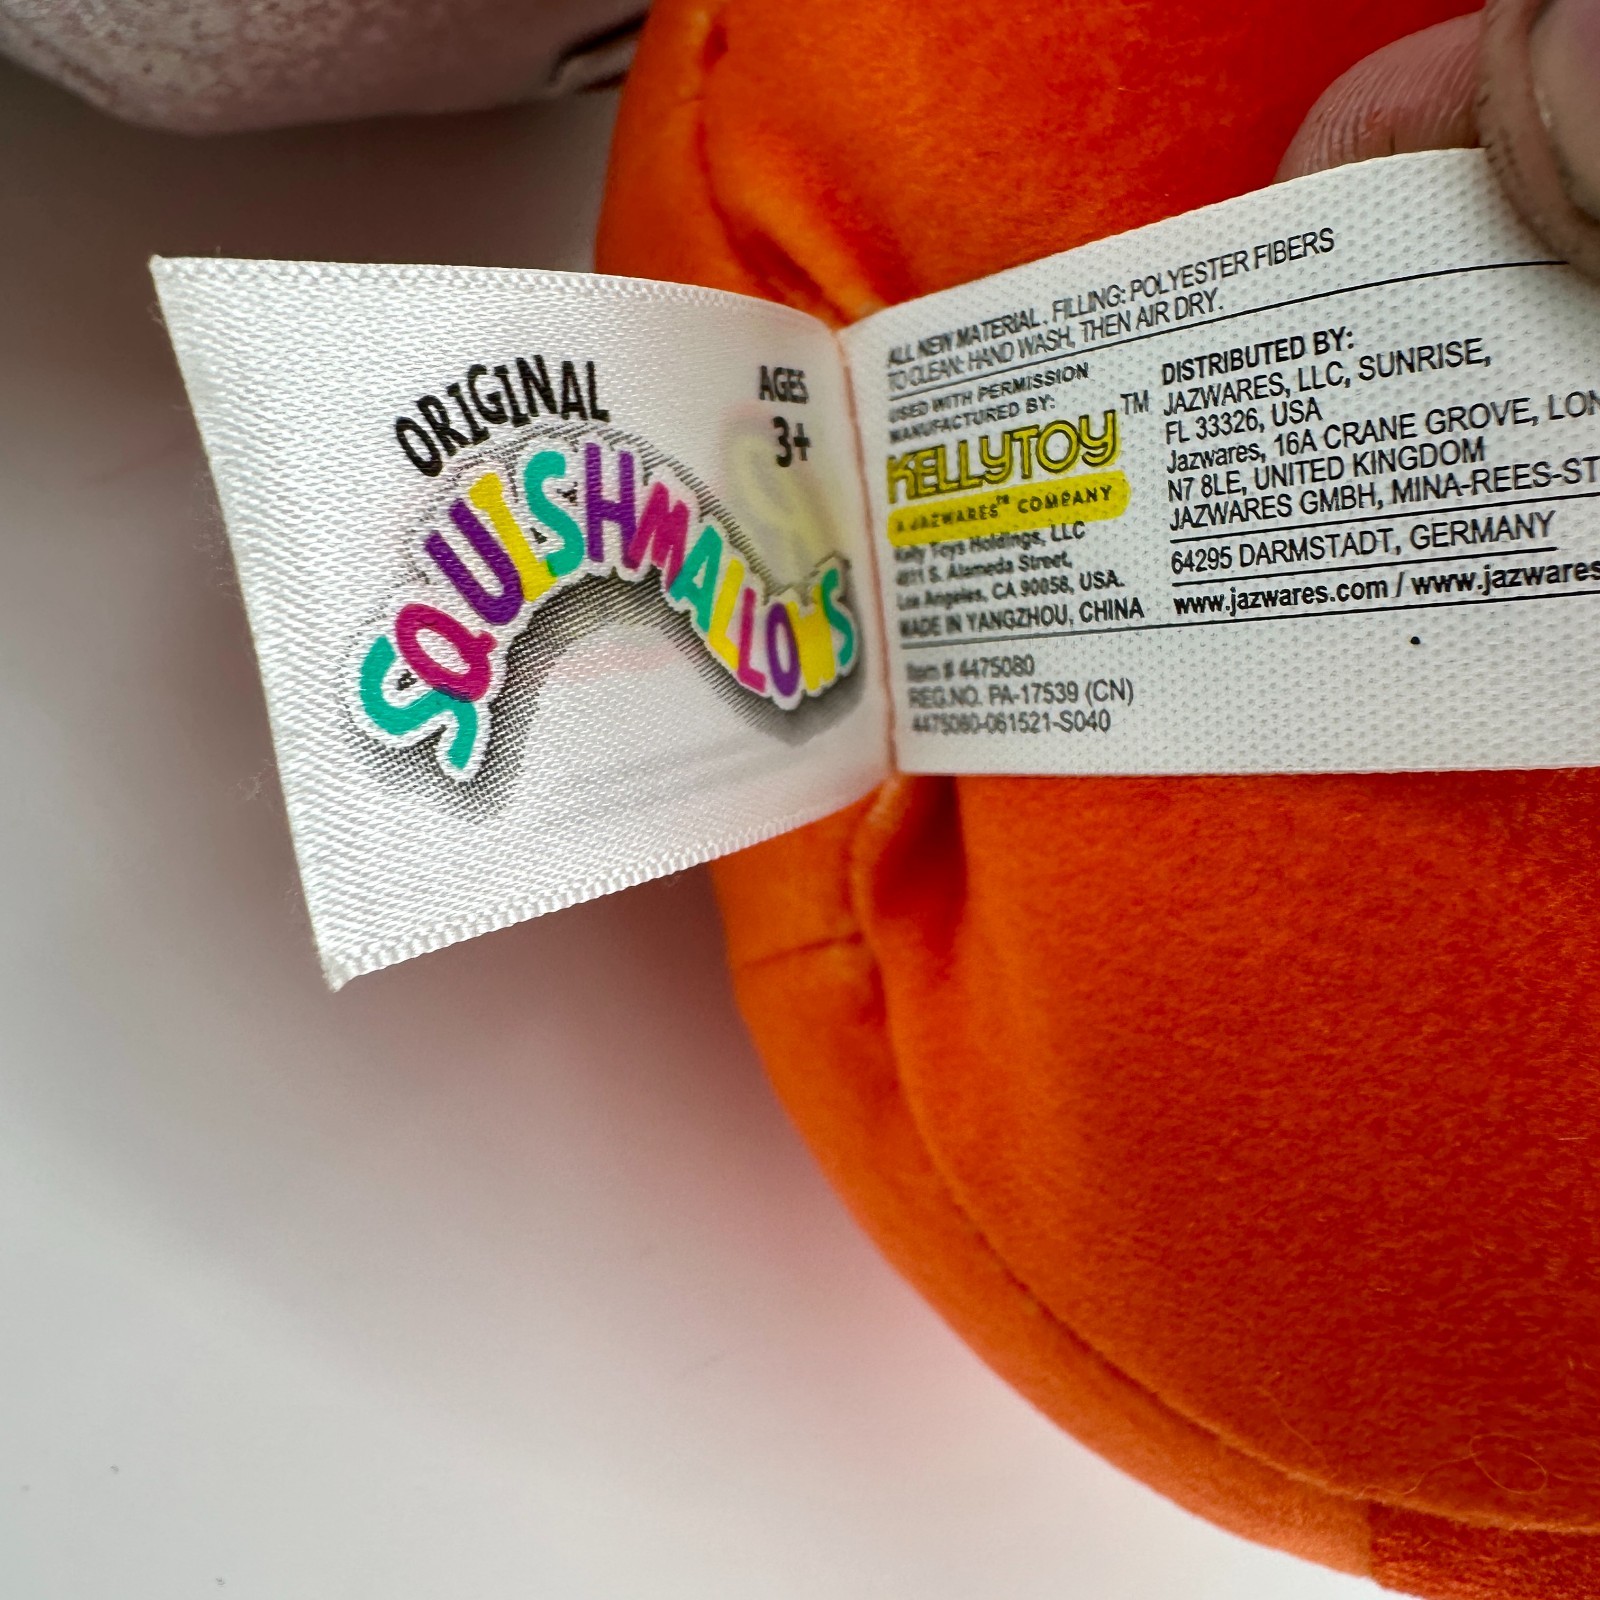 ORIGINAL
SQUISHMALLOWS
AGES
3+
ALL NEW MATERIAL. FILLING: POLYESTER FIBERS
TO CLEAN: HAND WASH, THEN AIR DRY.
USED WITH PERMISSION
MANUFACTURED BY:
KELLYTOY™
A JAZWARES™ COMPANY
Kelly Toys Holdings, LLC
4811 S. Alameda Street,
Los Angeles, CA 90058, USA.
MADE IN YANGZHOU, CHINA
DISTRIBUTED BY:
JAZWARES, LLC, SUNRISE,
FL 33326, USA
Jazwares, 16A CRANE GROVE, LON
N7 8LE, UNITED KINGDOM
JAZWARES GMBH, MINA-REES-ST
64295 DARMSTADT, GERMANY
www.jazwares.com / www.jazwares
Item # 4475080
REG.NO. PA-17539 (CN)
4475080-061521-S040